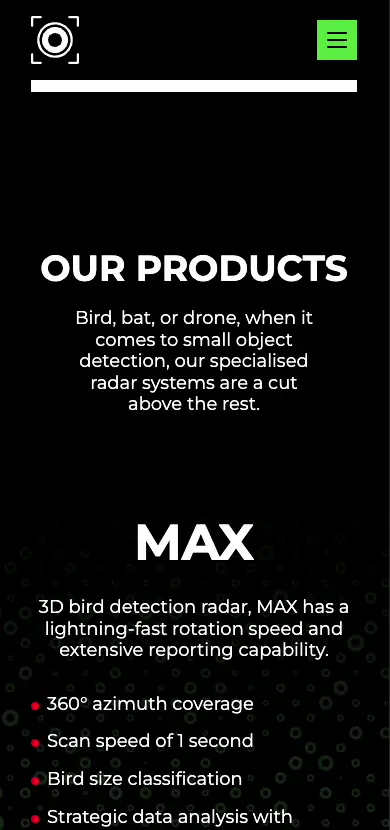 OUR PRODUCTS
Bird, bat, or drone, when it
comes to small object
detection, our specialised
radar systems are a cut
above the rest.
MAX
3D bird detection radar, MAX has a
lightning-fast rotation speed and
extensive reporting capability.
360º azimuth coverage
Scan speed of 1 second
Bird size classification
Strategic data analysis with